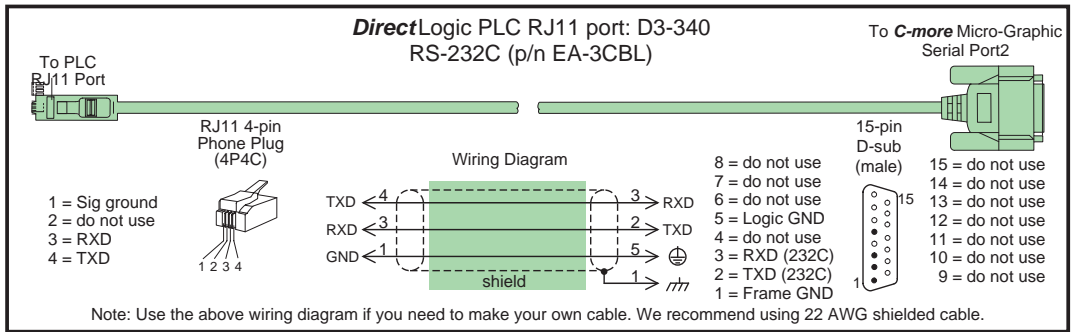 DirectLogic PLC RJ11 port: D3-340
RS-232C (p/n EA-3CBL)
To PLC
RJ11 Port
To C-more Micro-Graphic
Serial Port2
RJ11 4-pin
Phone Plug
(4P4C)
1 = Sig ground
2 = do not use
3 = RXD
4 = TXD
1 2 3 4
Wiring Diagram
TXD 4 3 RXD
RXD 3 2 TXD
GND 1 5
1
shield
8 = do not use
7 = do not use
6 = do not use
5 = Logic GND
4 = do not use
3 = RXD (232C)
2 = TXD (232C)
1 = Frame GND
15-pin
D-sub
(male)
15
1
15 = do not use
14 = do not use
13 = do not use
12 = do not use
11 = do not use
10 = do not use
9 = do not use
Note: Use the above wiring diagram if you need to make your own cable. We recommend using 22 AWG shielded cable.